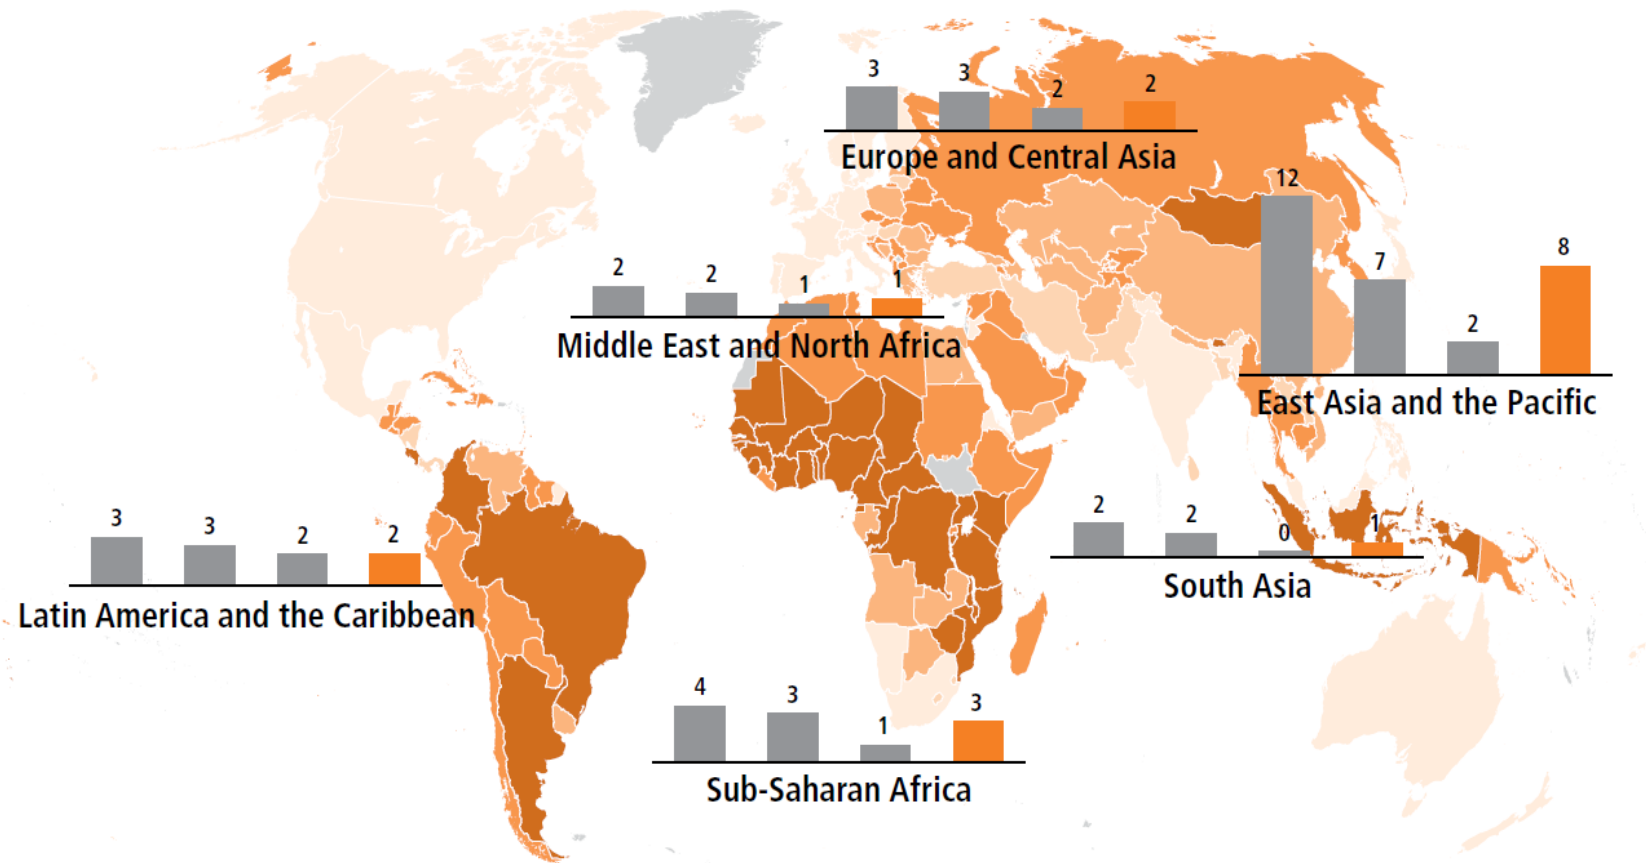 3 3 2 2
Europe and Central Asia
12 7 2 8
East Asia and the Pacific
2 2 1 1
Middle East and North Africa
3 3 2 2
Latin America and the Caribbean
2 2 0 1
South Asia
4 3 1 3
Sub-Saharan Africa